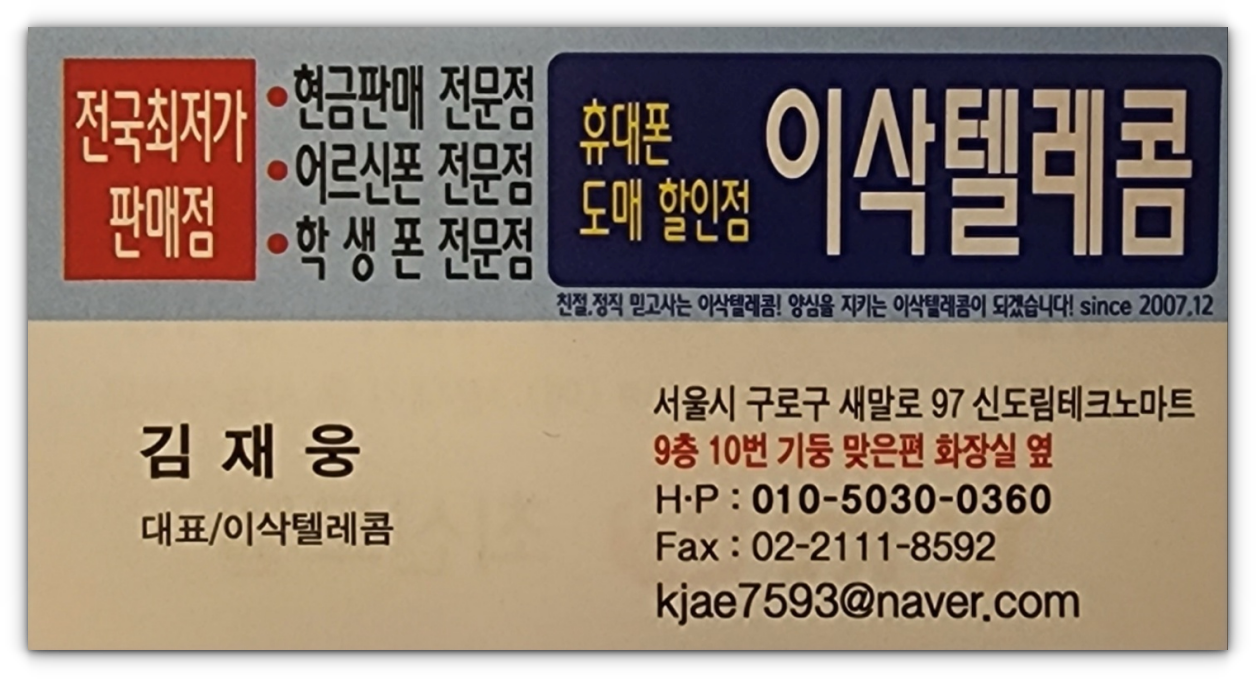 전국최저가
판매점
• 현금판매 전문점
• 어르신폰 전문점
• 학 생 폰 전문점
휴대폰
도매 할인점
이삭텔레콤
친절,정직 믿고사는 이삭텔레콤! 양심을 지키는 이삭텔레콤이 되겠습니다! since 2007.12
김 재 웅
대표/이삭텔레콤
서울시 구로구 새말로 97 신도림테크노마트
9층 10번 기둥 맞은편 화장실 옆
H·P : 010-5030-0360
Fax : 02-2111-8592
kjae7593@naver.com